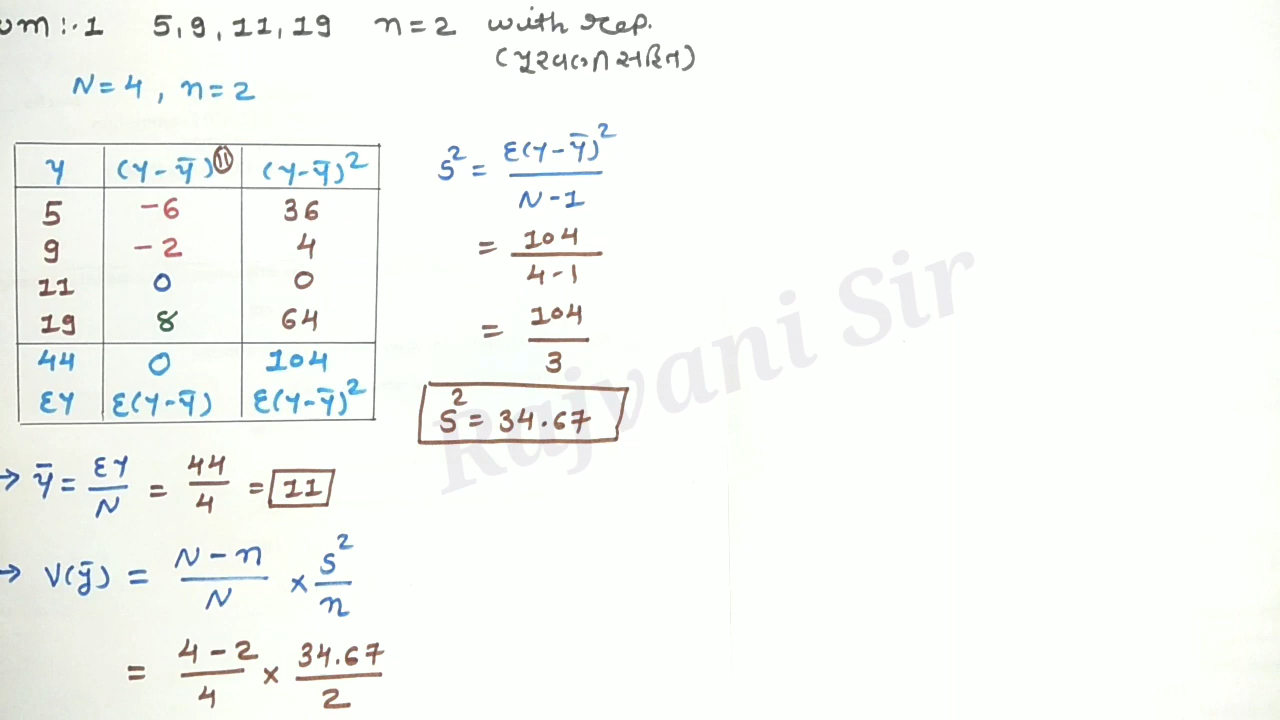 um :- 1 5, 9, 11, 19 n = 2 with rep.
(પુરવણી સહિત)
N = 4, n = 2
Y (Y - Ȳ) 11 (Y - Ȳ)²
5 -6 36
9 -2 4
11 0 0
19 8 64
44 0 104
ΣY Σ(Y - Ȳ) Σ(Y - Ȳ)²
S² = Σ(Y - Ȳ)² / N - 1
= 104 / 4 - 1
= 104 / 3
S² = 34.67
→ Ȳ = ΣY / N = 44 / 4 = 11
→ V(ȳ) = N - n / N × S² / n
= 4 - 2 / 4 × 34.67 / 2
Rajvani Sir